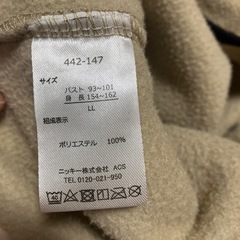 442-147
サイズ
バスト 93~101
身 長 154~162
LL
組成表示
ポリエステル 100%
ニッキー株式会社 AGS
TEL 0120-021-950
40